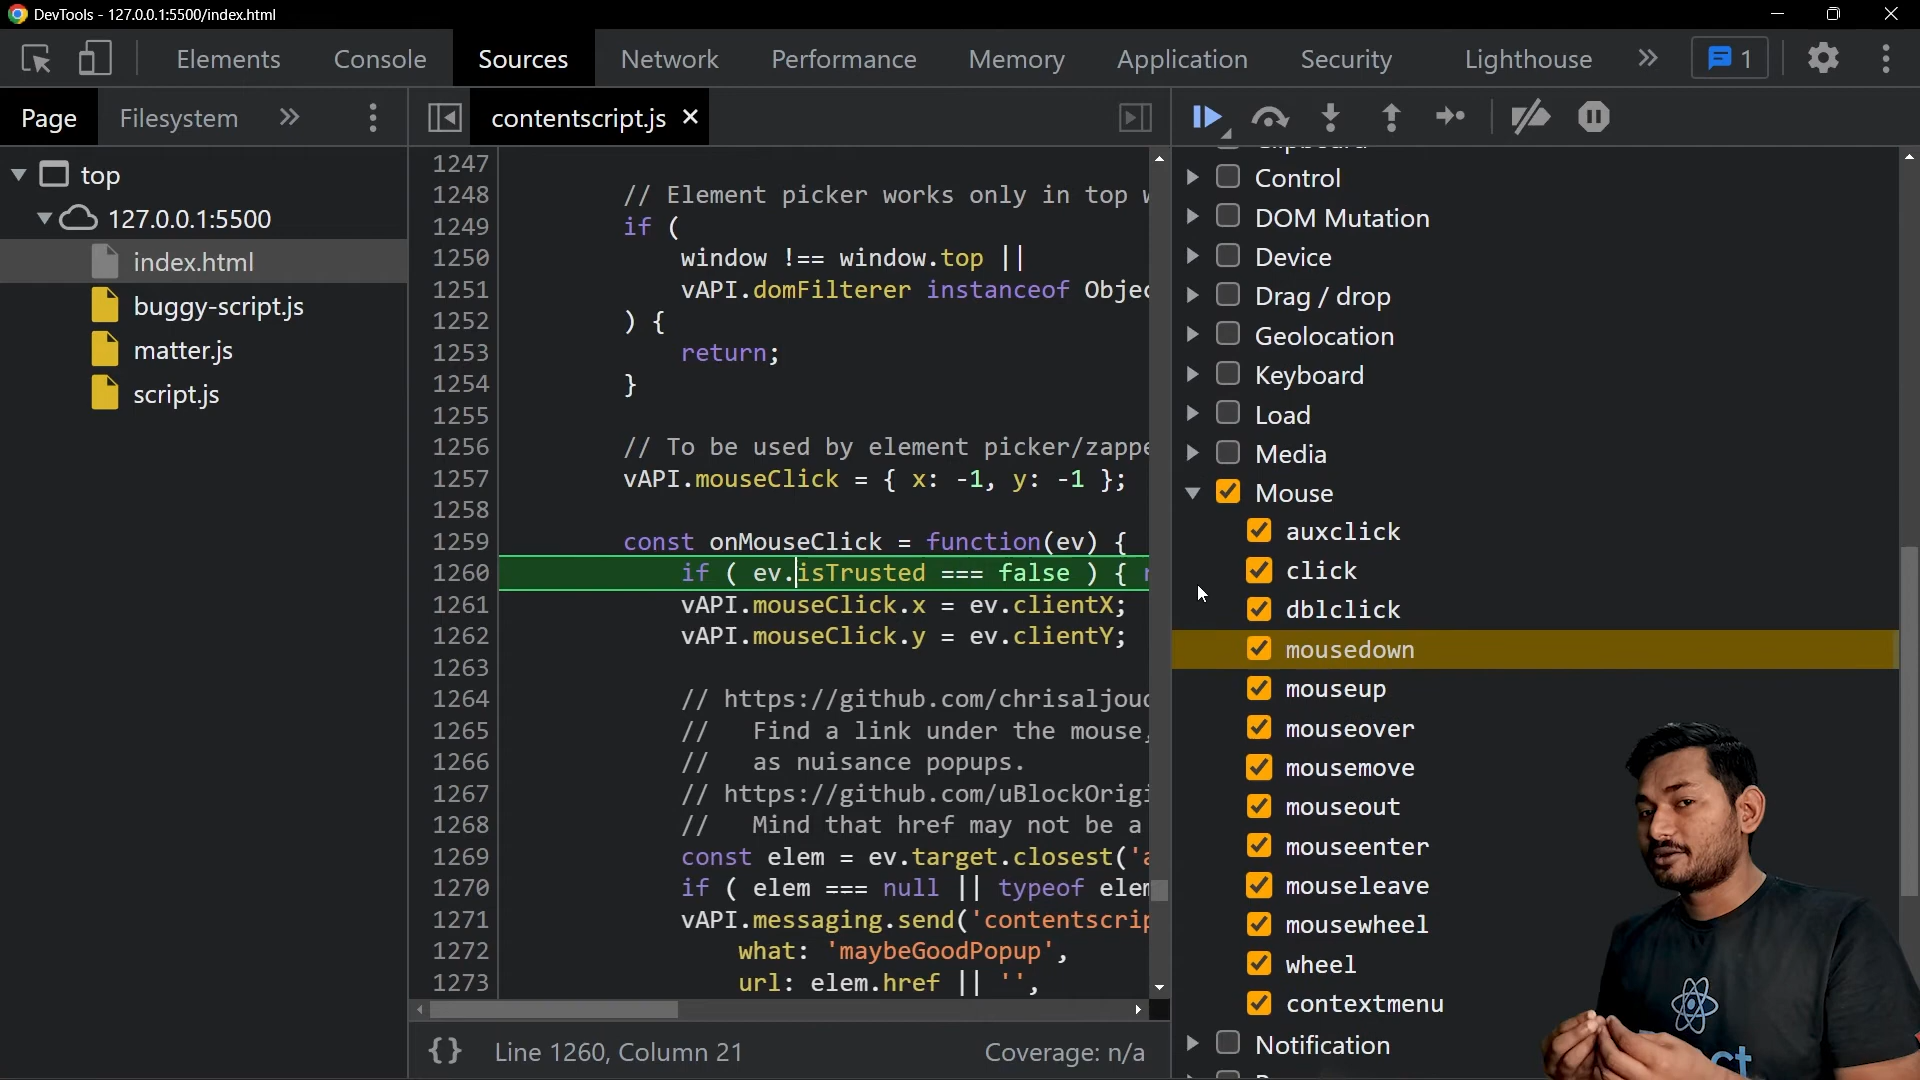 DevTools - 127.0.0.1:5500/index.html
Elements Console Sources Network Performance Memory Application Security Lighthouse » 1
Page Filesystem » contentscript.js ×
top
127.0.0.1:5500
index.html
buggy-script.js
matter.js
script.js
1247
1248 // Element picker works only in top
1249 if (
1250 window !== window.top ||
1251 vAPI.domFilterer instanceof Objec
1252 ) {
1253 return;
1254 }
1255
1256 // To be used by element picker/zappe
1257 vAPI.mouseClick = { x: -1, y: -1 };
1258
1259 const onMouseClick = function(ev) {
1260 if ( ev.isTrusted === false ) { r
1261 vAPI.mouseClick.x = ev.clientX;
1262 vAPI.mouseClick.y = ev.clientY;
1263
1264 // https://github.com/chrisaljoud
1265 // Find a link under the mouse,
1266 // as nuisance popups.
1267 // https://github.com/uBlockOrigi
1268 // Mind that href may not be a
1269 const elem = ev.target.closest('a
1270 if ( elem === null || typeof elem
1271 vAPI.messaging.send('contentscrip
1272 what: 'maybeGoodPopup',
1273 url: elem.href || '',
{} Line 1260, Column 21 Coverage: n/a
Control
DOM Mutation
Device
Drag / drop
Geolocation
Keyboard
Load
Media
Mouse
auxclick
click
dblclick
mousedown
mouseup
mouseover
mousemove
mouseout
mouseenter
mouseleave
mousewheel
wheel
contextmenu
Notification